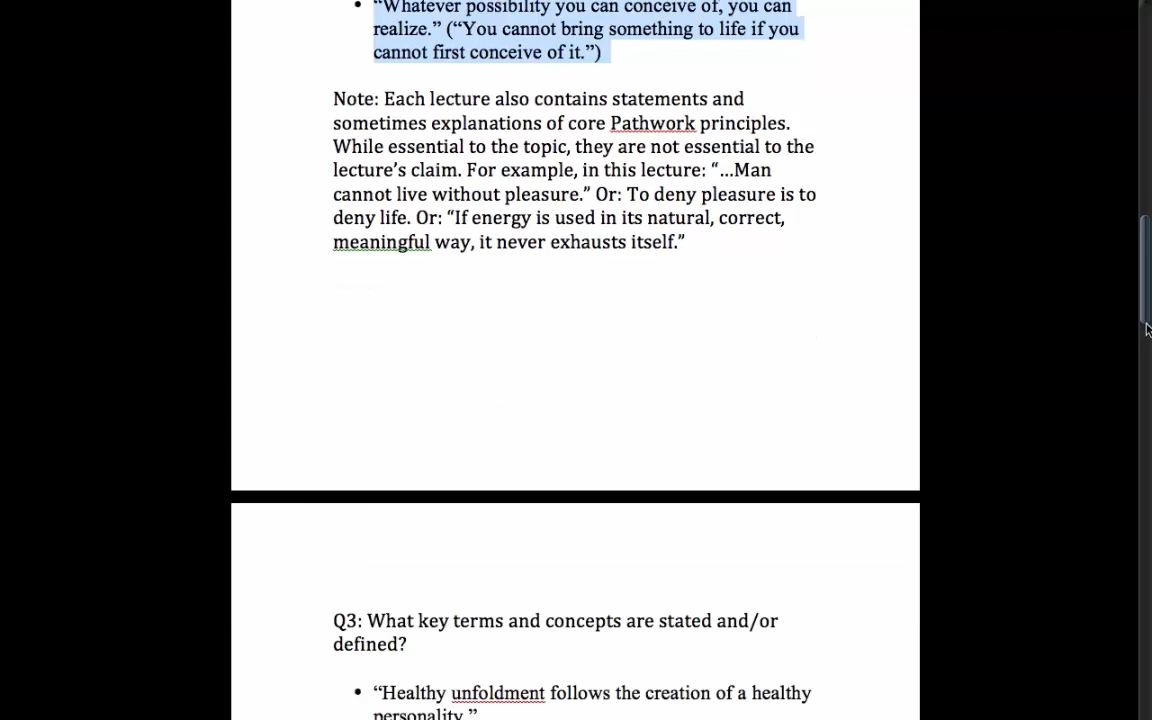 • “Whatever possibility you can conceive of, you can
realize.” (“You cannot bring something to life if you
cannot first conceive of it.”)
Note: Each lecture also contains statements and
sometimes explanations of core Pathwork principles.
While essential to the topic, they are not essential to the
lecture’s claim. For example, in this lecture: “...Man
cannot live without pleasure.” Or: To deny pleasure is to
deny life. Or: “If energy is used in its natural, correct,
meaningful way, it never exhausts itself.”
Q3: What key terms and concepts are stated and/or
defined?
• “Healthy unfoldment follows the creation of a healthy
personality.”